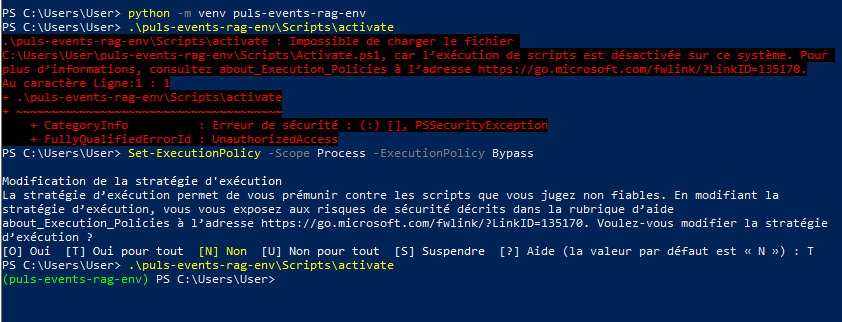 PS C:\Users\User> python -m venv puls-events-rag-env
PS C:\Users\User> .\puls-events-rag-env\Scripts\activate
.\puls-events-rag-env\Scripts\activate : Impossible de charger le fichier
C:\Users\User\puls-events-rag-env\Scripts\Activate.ps1, car l’exécution de scripts est désactivée sur ce système. Pour
plus d’informations, consultez about_Execution_Policies à l’adresse https://go.microsoft.com/fwlink/?LinkID=135170.
Au caractère Ligne:1 : 1
+ .\puls-events-rag-env\Scripts\activate
+ ~~~~~~~~~~~~~~~~~~~~~~~~~~~~~~~~~~~~~~
+ CategoryInfo : Erreur de sécurité : (:) [], PSSecurityException
+ FullyQualifiedErrorId : UnauthorizedAccess
PS C:\Users\User> Set-ExecutionPolicy -Scope Process -ExecutionPolicy Bypass
Modification de la stratégie d'exécution
La stratégie d’exécution permet de vous prémunir contre les scripts que vous jugez non fiables. En modifiant la
stratégie d’exécution, vous vous exposez aux risques de sécurité décrits dans la rubrique d’aide
about_Execution_Policies à l’adresse https://go.microsoft.com/fwlink/?LinkID=135170. Voulez-vous modifier la stratégie
d’exécution ?
[O] Oui [T] Oui pour tout [N] Non [U] Non pour tout [S] Suspendre [?] Aide (la valeur par défaut est « N ») : T
PS C:\Users\User> .\puls-events-rag-env\Scripts\activate
(puls-events-rag-env) PS C:\Users\User>